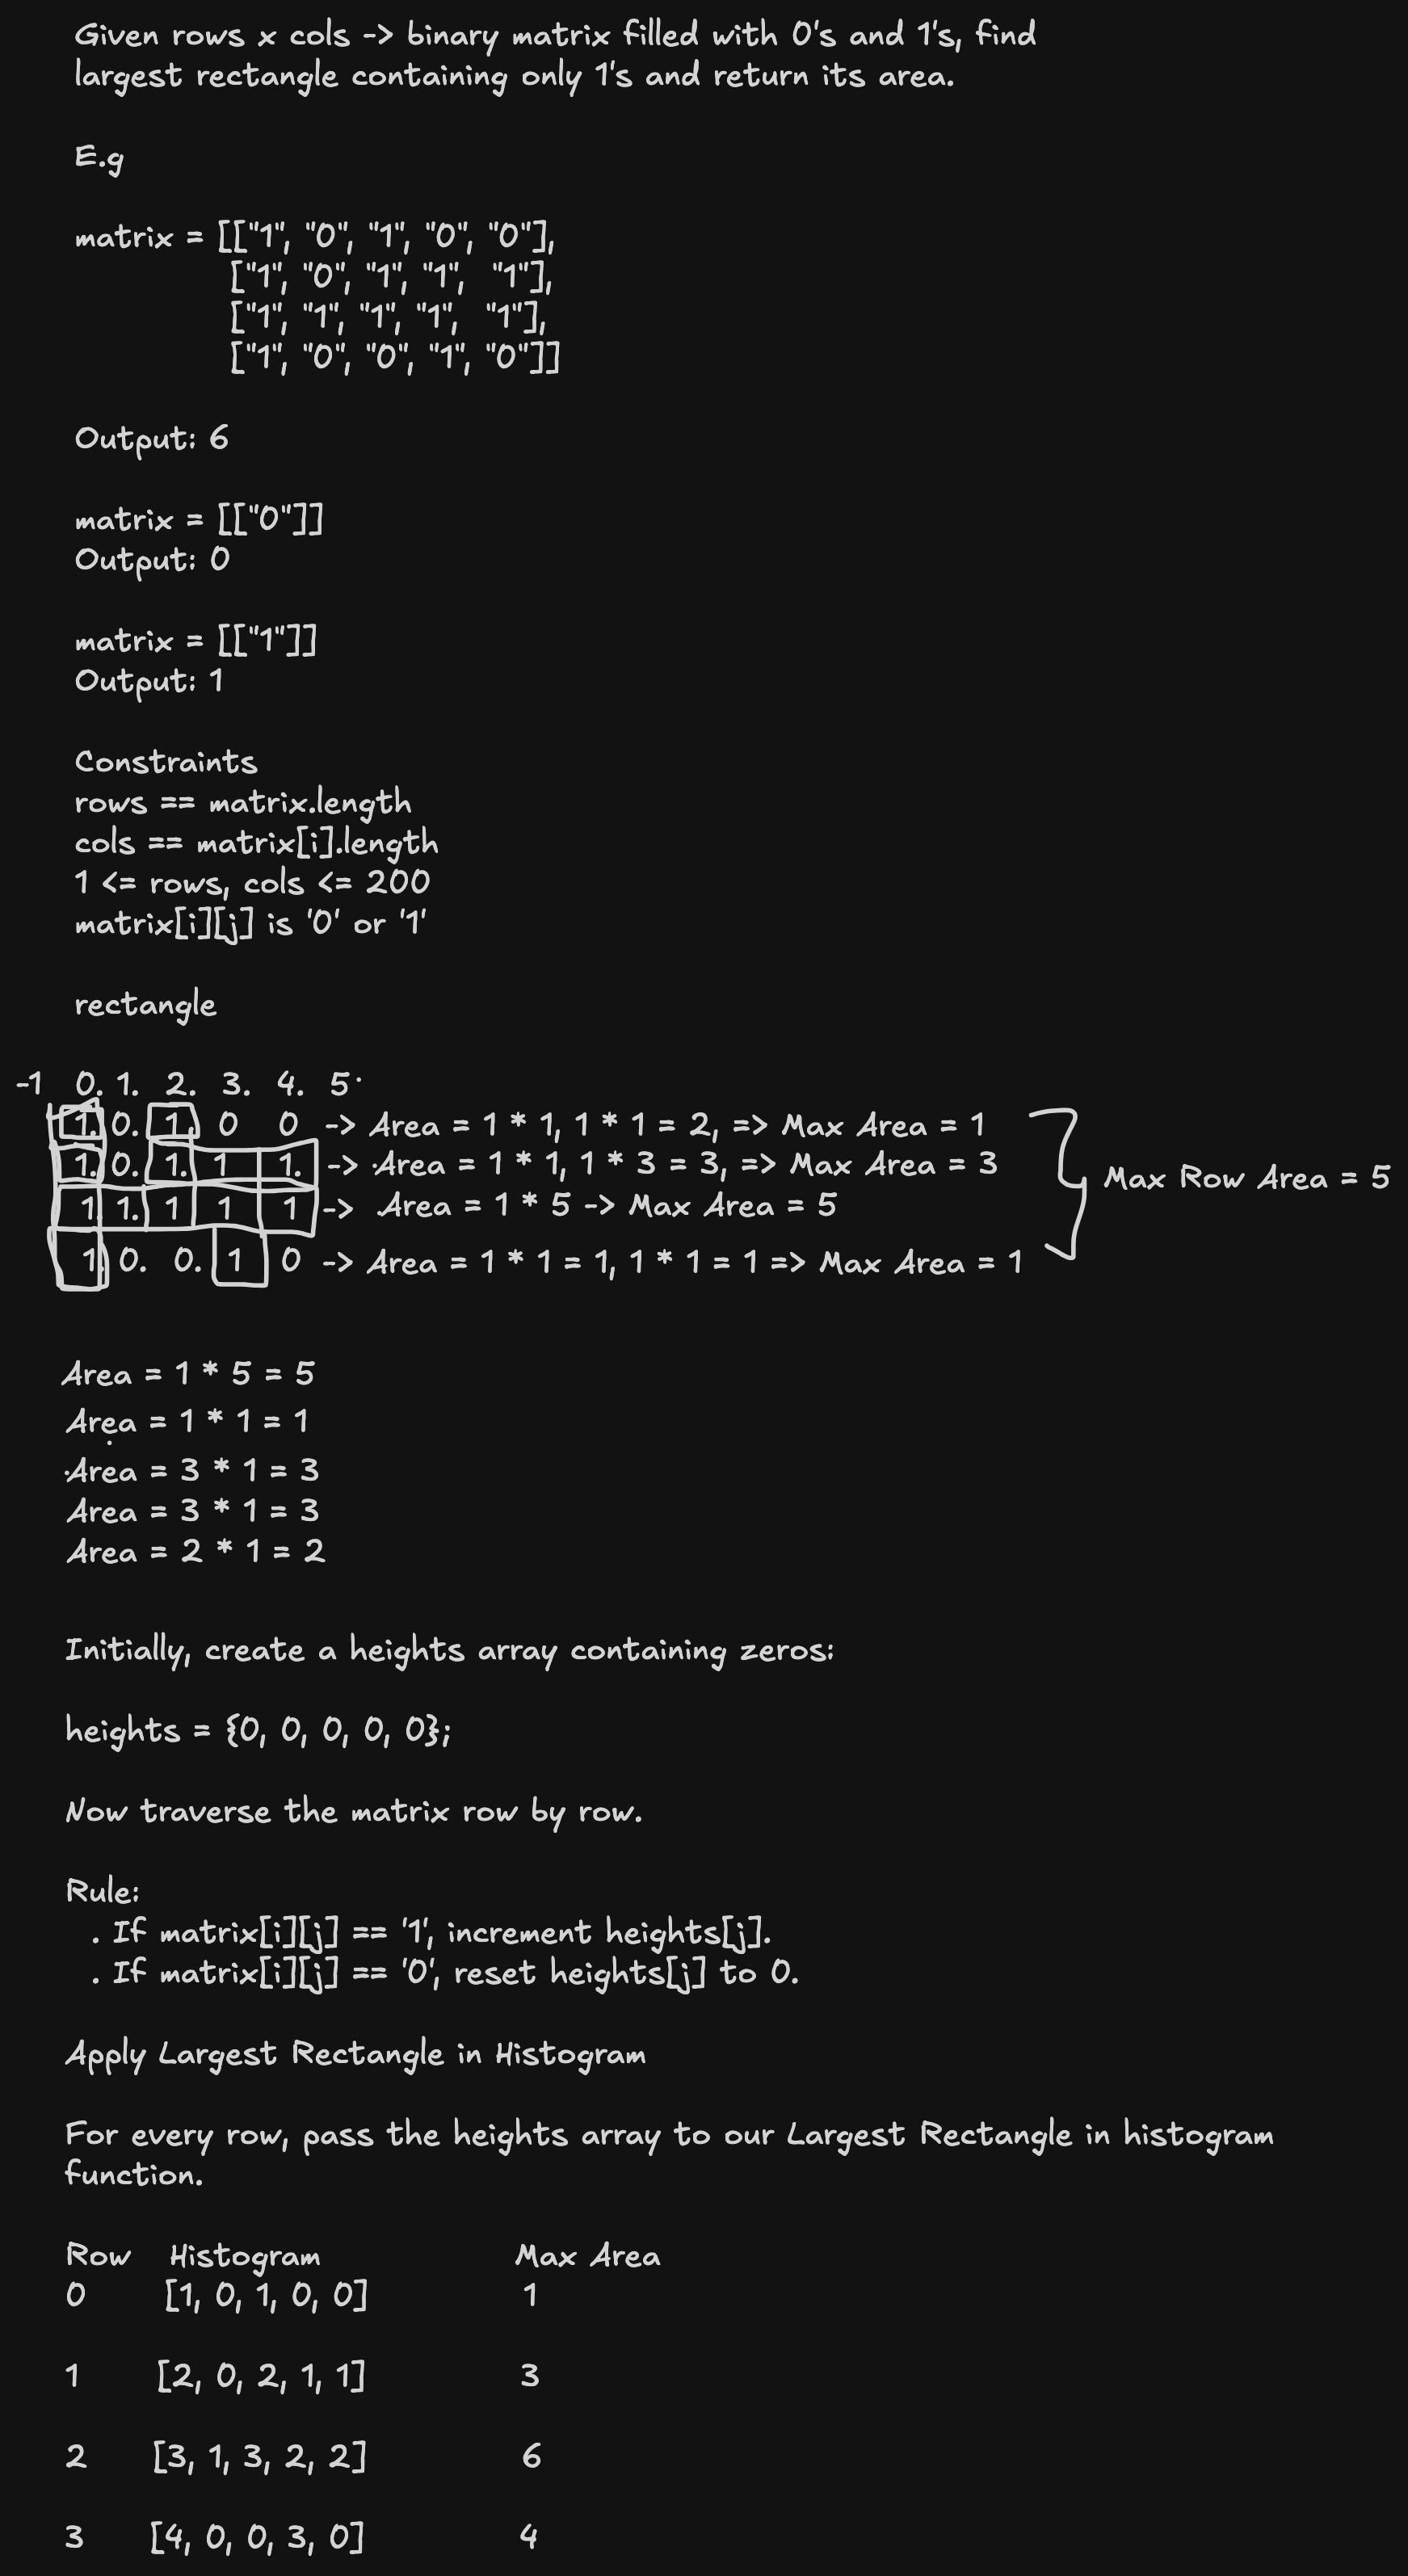 Given rows x cols -> binary matrix filled with 0's and 1's, find
largest rectangle containing only 1's and return its area.
E.g
matrix = [["1", "0", "1", "0", "0"],
["1", "0", "1", "1", "1"],
["1", "1", "1", "1", "1"],
["1", "0", "0", "1", "0"]]
Output: 6
matrix = [["0"]]
Output: 0
matrix = [["1"]]
Output: 1
Constraints
rows == matrix.length
cols == matrix[i].length
1 <= rows, cols <= 200
matrix[i][j] is '0' or '1'
rectangle
-1 0. 1. 2. 3. 4. 5
1. 0. 1. 0 0 -> Area = 1 * 1, 1 * 1 = 2, => Max Area = 1
1. 0. 1. 1 1. -> Area = 1 * 1, 1 * 3 = 3, => Max Area = 3
Max Row Area = 5
1. 1. 1 1 1 -> Area = 1 * 5 -> Max Area = 5
1. 0. 0. 1 0 -> Area = 1 * 1 = 1, 1 * 1 = 1 => Max Area = 1
Area = 1 * 5 = 5
Area = 1 * 1 = 1
Area = 3 * 1 = 3
Area = 3 * 1 = 3
Area = 2 * 1 = 2
Initially, create a heights array containing zeros:
heights = {0, 0, 0, 0, 0};
Now traverse the matrix row by row.
Rule:
. If matrix[i][j] == '1', increment heights[j].
. If matrix[i][j] == '0', reset heights[j] to 0.
Apply Largest Rectangle in Histogram
For every row, pass the heights array to our Largest Rectangle in histogram
function.
Row Histogram Max Area
0 [1, 0, 1, 0, 0] 1
1 [2, 0, 2, 1, 1] 3
2 [3, 1, 3, 2, 2] 6
3 [4, 0, 0, 3, 0] 4